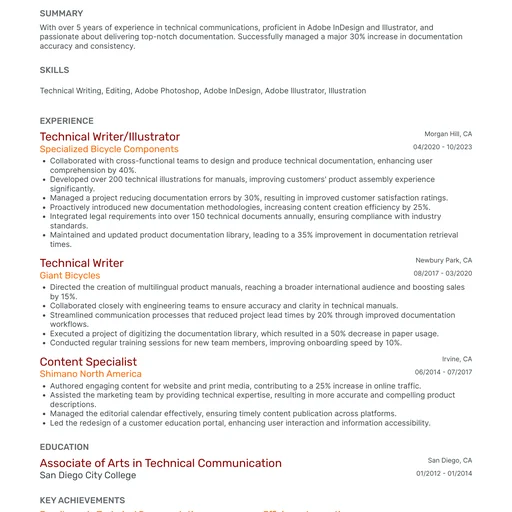 SUMMARY
With over 5 years of experience in technical communications, proficient in Adobe InDesign and Illustrator, and
passionate about delivering top-notch documentation. Successfully managed a major 30% increase in documentation
accuracy and consistency.
SKILLS
Technical Writing, Editing, Adobe Photoshop, Adobe InDesign, Adobe Illustrator, Illustration
EXPERIENCE
Technical Writer/Illustrator
Morgan Hill, CA
Specialized Bicycle Components
04/2020 - 10/2023
• Collaborated with cross-functional teams to design and produce technical documentation, enhancing user
comprehension by 40%.
• Developed over 200 technical illustrations for manuals, improving customers' product assembly experience
significantly.
• Managed a project reducing documentation errors by 30%, resulting in improved customer satisfaction ratings.
• Proactively introduced new documentation methodologies, increasing content creation efficiency by 25%.
• Integrated legal requirements into over 150 technical documents annually, ensuring compliance with industry
standards.
• Maintained and updated product documentation library, leading to a 35% improvement in documentation retrieval
times.
Technical Writer
Newbury Park, CA
Giant Bicycles
08/2017 - 03/2020
• Directed the creation of multilingual product manuals, reaching a broader international audience and boosting sales
by 15%.
• Collaborated closely with engineering teams to ensure accuracy and clarity in technical manuals.
• Streamlined communication processes that reduced project lead times by 20% through improved documentation
workflows.
• Executed a project of digitizing the documentation library, which resulted in a 50% decrease in paper usage.
• Conducted regular training sessions for new team members, improving onboarding speed by 10%.
Content Specialist
Irvine, CA
Shimano North America
06/2014 - 07/2017
• Authored engaging content for website and print media, contributing to a 25% increase in online traffic.
• Assisted the marketing team by providing technical expertise, resulting in more accurate and compelling product
descriptions.
• Managed the editorial calendar effectively, ensuring timely content publication across platforms.
• Led the redesign of a customer education portal, enhancing user interaction and information accessibility.
EDUCATION
Associate of Arts in Technical Communication
San Diego, CA
San Diego City College
01/2012 - 01/2014
KEY ACHIEVEMENTS